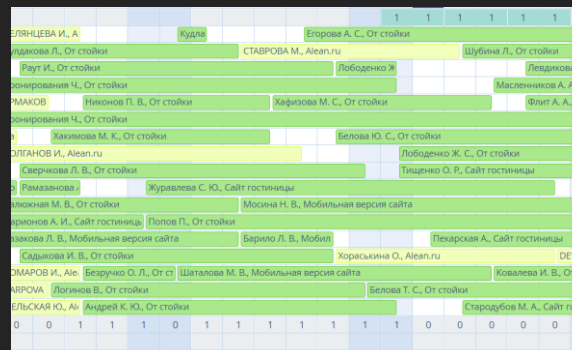 1 1 1 1 1 1
ЕЛЯНЦЕВА И., А Кудла Егорова А. С., От стойки
улдакова Л., От стойки СТАВРОВА М., Alean.ru Шубина Л., От стойки
Раут И., От стойки Лободенко Ж Левдикова
ронирования Ч., От стойки Масленников А. А
РМАКОВ Никонов П. В., От стойки Хафизова М. С., От стойки Флит А. А.,
ронирования Ч., От стойки
Хакимова М. К., От стойки Белова Ю. С., От стойки
ОЛГАНОВ И., Alean.ru Лободенко Ж. С., От стойки
Сверчкова Л. В., От стойки Тищенко О. Р., Сайт гостиницы
Рамазанова Журавлева С. Ю., Сайт гостиницы
алюжная М. В., От стойки Мосина Н. В., Мобильная версия сайта
арионов А. И., Сайт гостиниц Попов П., От стойки
азакова Л. В., Мобильная версия сайта Барило Л. В., Мобил Пекарская А., Сайт гостиницы
Садыкова И. В., От стойки Хораськина О., Alean.ru DE
ОМАРОВ И., Ale Безручко О. Л., От ст Шаталова М. В., Мобильная версия сайта Ковалева И. В., От
ARPOVA Логинов В., От стойки Белова Т. С., От стойки
ЕЛЬСКАЯ Ю., Al Андрей К. Ю., От стойки Стародубов М. А., Сайт г
0 0 1 1 1 0 1 1 1 1 1 1 1 0 0 0 0 0